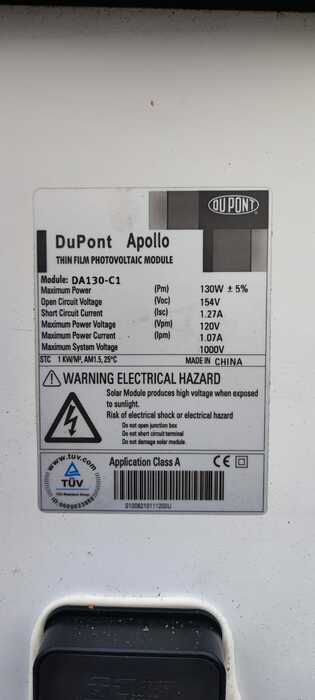 DUPONT
DuPont Apollo
THIN FILM PHOTOVOLTAIC MODULE
Module: DA130-C1
Maximum Power (Pm) 130W ± 5%
Open Circuit Voltage (Voc) 154V
Short Circuit Current (Isc) 1.27A
Maximum Power Voltage (Vpm) 120V
Maximum Power Current (Ipm) 1.07A
Maximum System Voltage 1000V
STC 1 KW/M², AM1.5, 25°C MADE IN CHINA
WARNING ELECTRICAL HAZARD
Solar Module produces high voltage when exposed
to sunlight.
Risk of electrical shock or electrical hazard
Do not open junction box
Do not short circuit terminal
Do not damage solar module.
www.tuv.com
TÜV
Application Class A CE